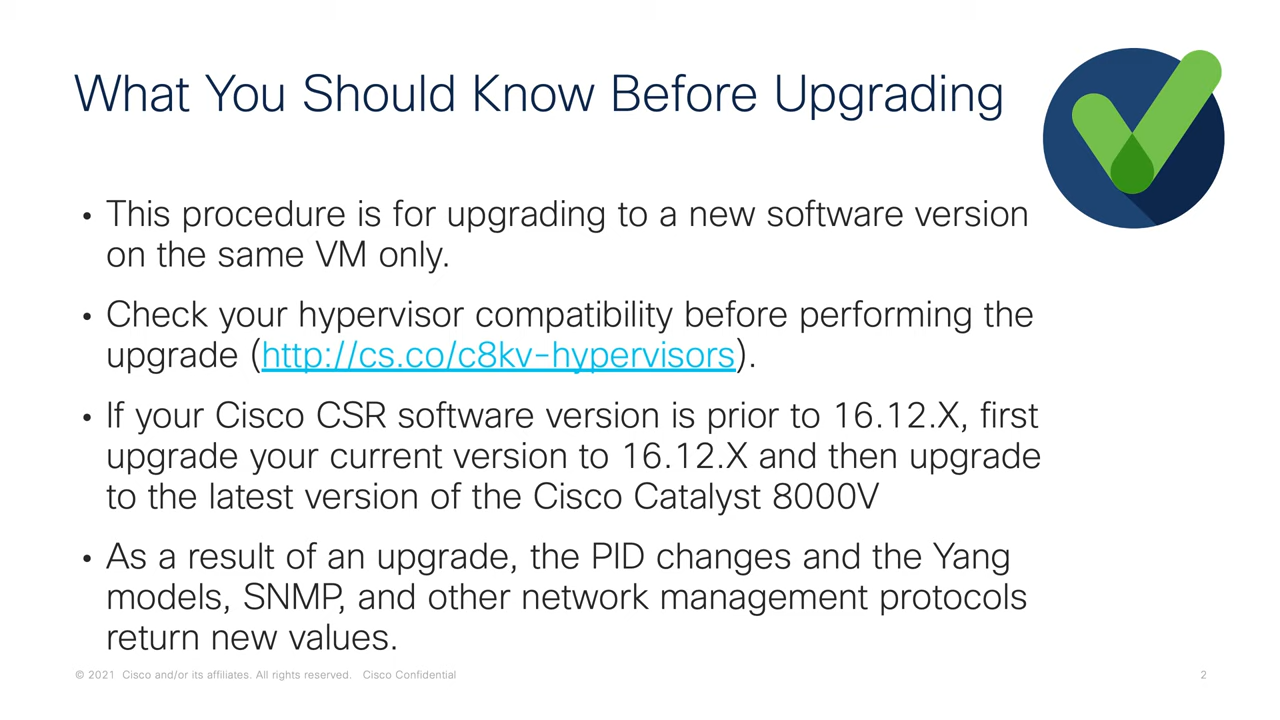 What You Should Know Before Upgrading
• This procedure is for upgrading to a new software version
on the same VM only.
• Check your hypervisor compatibility before performing the
upgrade (http://cs.co/c8kv-hypervisors).
• If your Cisco CSR software version is prior to 16.12.X, first
upgrade your current version to 16.12.X and then upgrade
to the latest version of the Cisco Catalyst 8000V
• As a result of an upgrade, the PID changes and the Yang
models, SNMP, and other network management protocols
return new values.
© 2021 Cisco and/or its affiliates. All rights reserved. Cisco Confidential
2